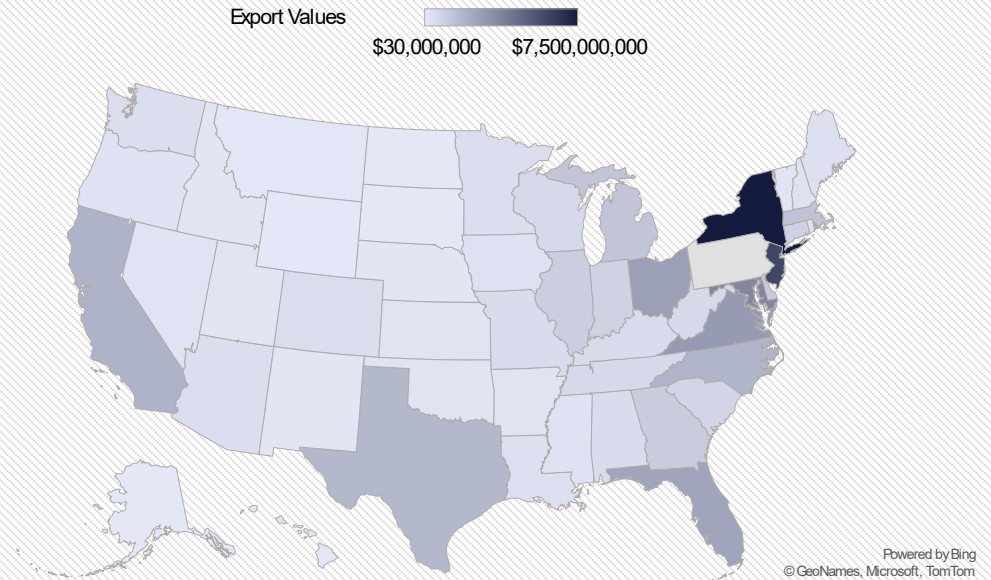 Export Values
$30,000,000 $7,500,000,000
Powered by Bing
© GeoNames, Microsoft, TomTom